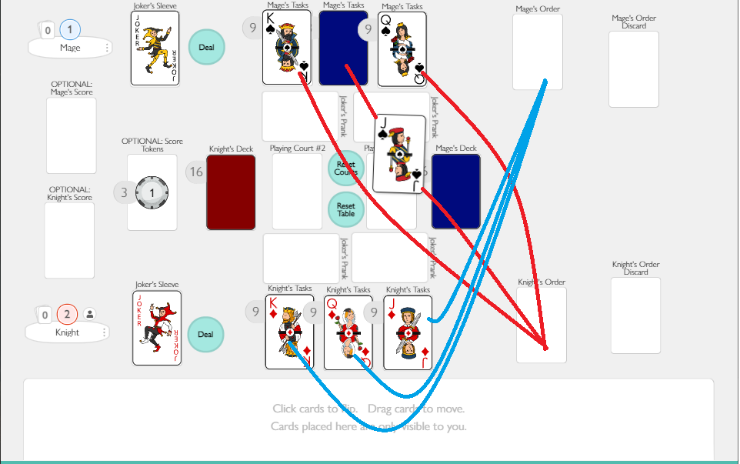 Joker's Sleeve
Mage's Tasks
Mage's Tasks
Mage's Tasks
Mage's Order
Mage's Order
Discard
0
1
Mage
JOKER
JOKER
Deal
9
K
K
9
Q
Q
OPTIONAL:
Mage's Score
Joker's Prank
Joker's Prank
J
J
OPTIONAL: Score
Tokens
Knight's Deck
Playing Court #2
Mage's Deck
3
1
16
Reset
Courts
Reset
Table
OPTIONAL:
Knight's Score
Joker's Prank
Joker's Prank
Joker's Sleeve
Knight's Tasks
Knight's Tasks
Knight's Tasks
Knight's Order
Knight's Order
Discard
0
2
Knight
JOKER
JOKER
Deal
9
K
K
9
Q
Q
9
J
J
Click cards to flip. Drag cards to move.
Cards placed here are only visible to you.